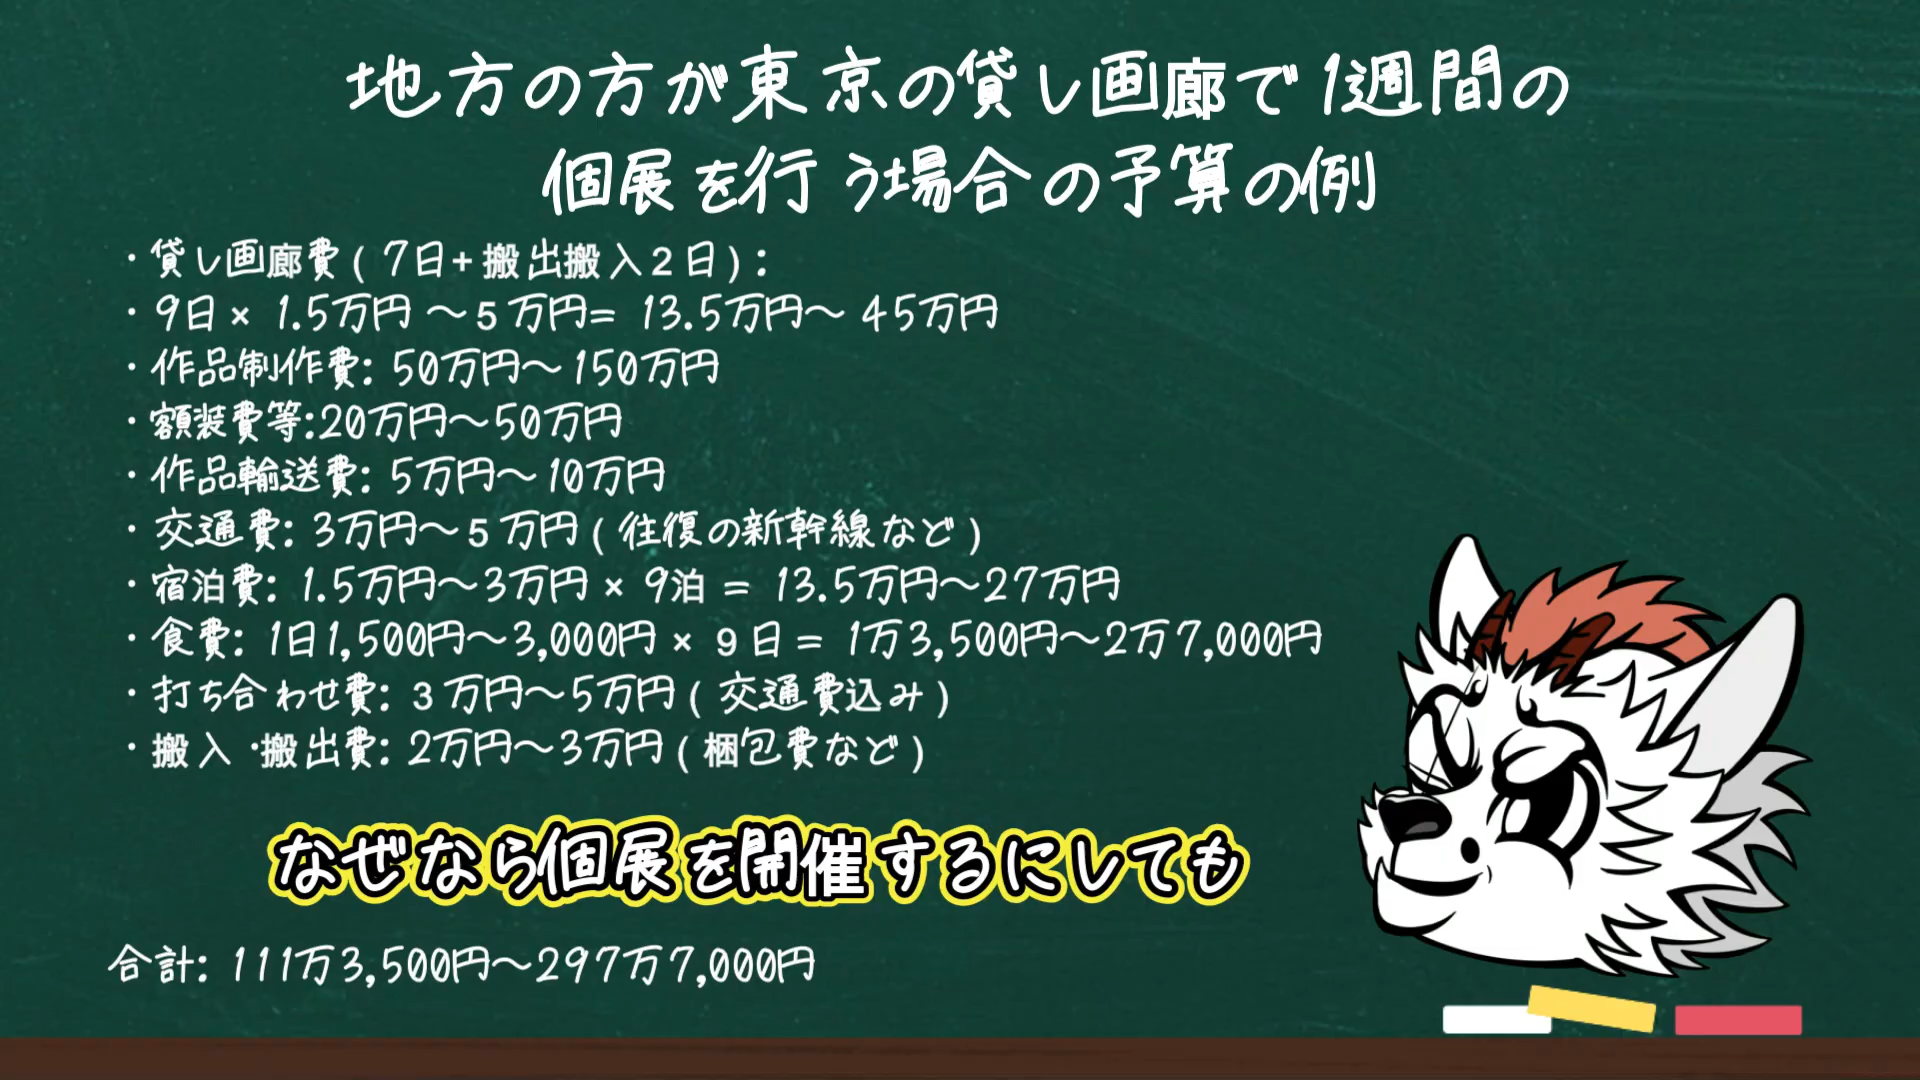 地方の方が東京の貸し画廊で1週間の
個展を行う場合の予算の例
・貸し画廊費(7日+搬出搬入2日):
・9日×1.5万円～5万円=13.5万円～45万円
・作品制作費:50万円～150万円
・額装費等:20万円～50万円
・作品輸送費:5万円～10万円
・交通費:3万円～5万円(往復の新幹線など)
・宿泊費:1.5万円～3万円×9泊=13.5万円～27万円
・食費:1日1,500円～3,000円×9日=1万3,500円～2万7,000円
・打ち合わせ費:3万円～5万円(交通費込み)
・搬入・搬出費:2万円～3万円(梱包費など)
なぜなら個展を開催するにしても
合計:111万3,500円～297万7,000円